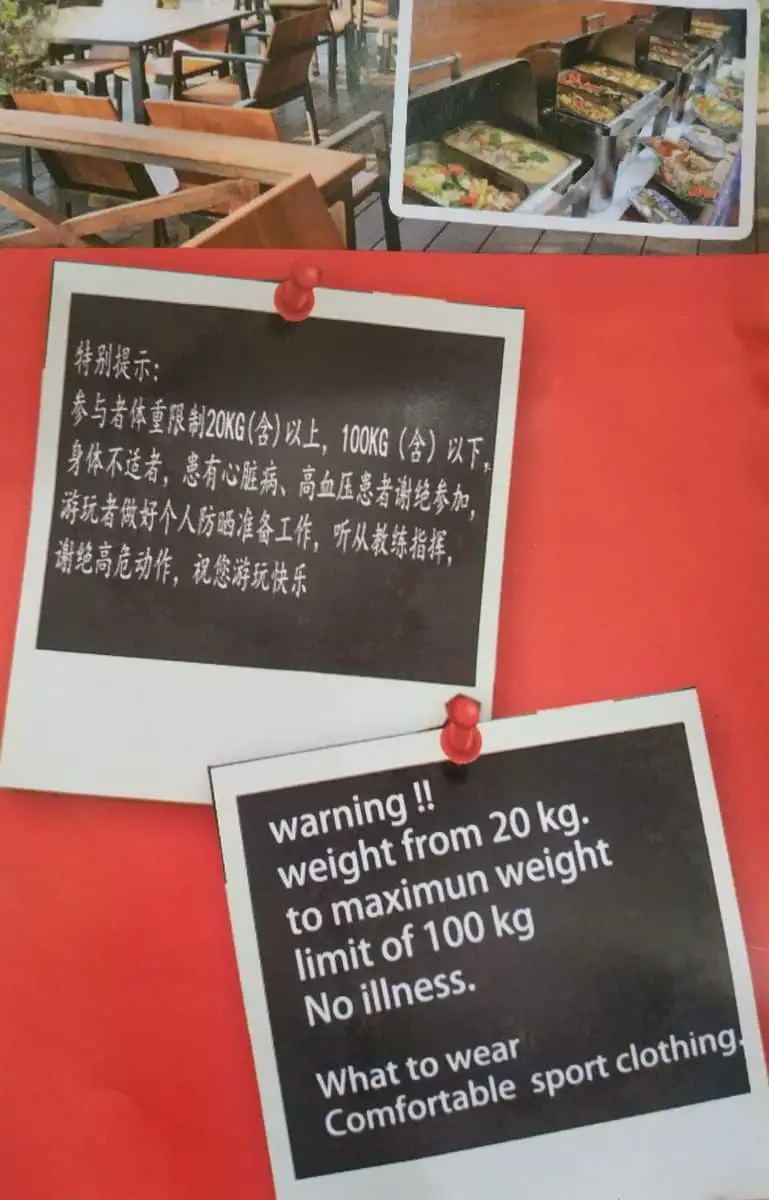 特别提示:
参与者体重限制20KG(含)以上，100KG（含）以下，
身体不适者，患有心脏病、高血压患者谢绝参加，
游玩者做好个人防晒准备工作，听从教练指挥，
谢绝高危动作，祝您游玩快乐
warning !!
weight from 20 kg.
to maximun weight
limit of 100 kg
No illness.
What to wear
Comfortable sport clothing.